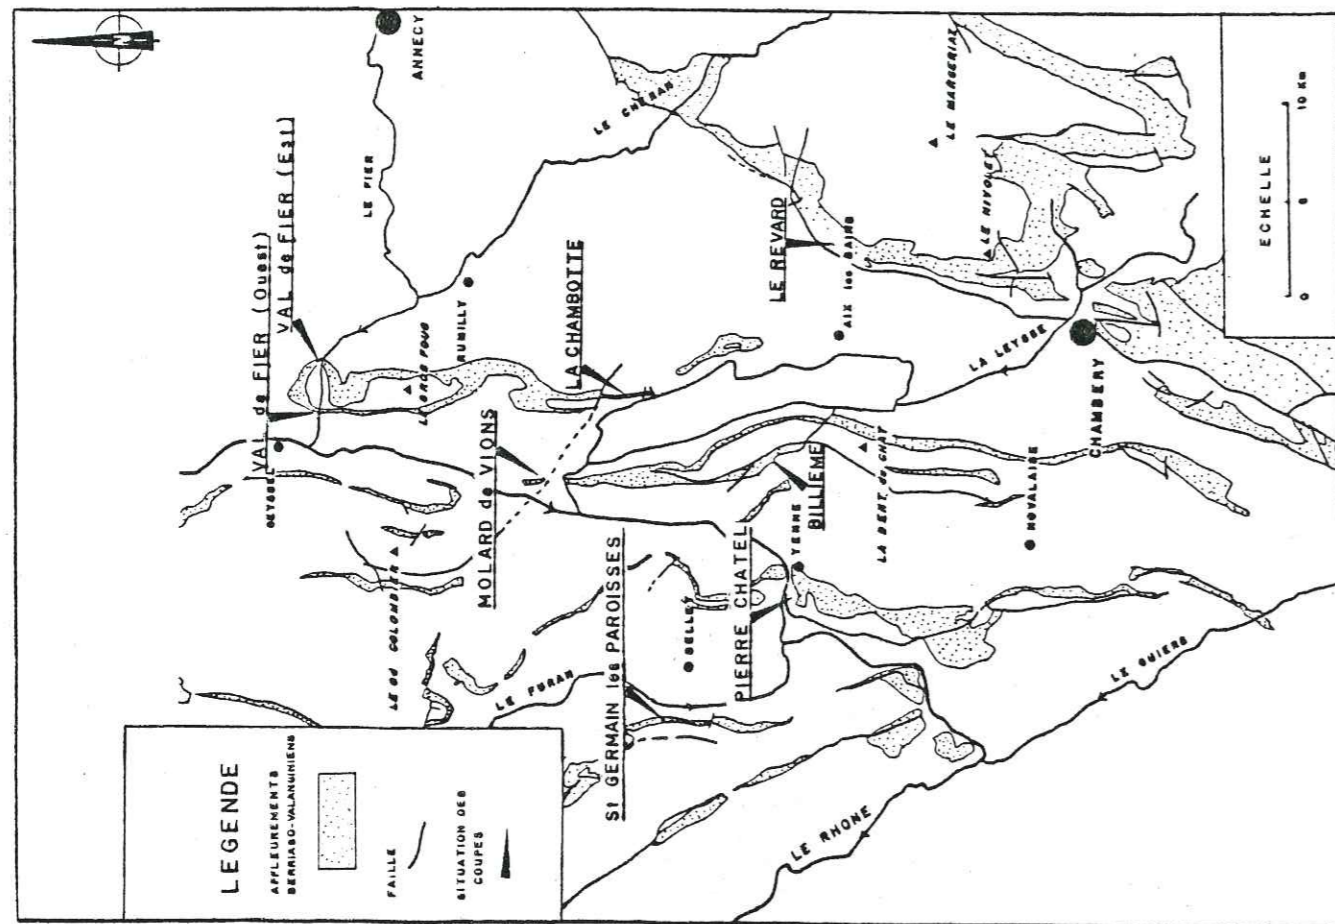 N
ANNECY
LE FIER
VAL de FIER (Est)
VAL de FIER (Ouest)
SEYSSEL
RUMILLY
LE GROS FOUG
LA CHAMBOTTE
MOLARD de VIONS
LE CHERAN
LE MARGERIAZ
LE NIVOLET
LE REVARD
AIX les BAINS
LA LEYSSE
CHAMBERY
BILLIEME
LA DENT du CHAT
NOVALAISE
YENNE
PIERRE CHATEL
BELLEY
St GERMAIN les PAROISSES
LE Gd COLOMBIER
LE FURAN
LE GUIERS
LE RHONE
LEGENDE
AFFLEUREMENTS
BERRIASO-VALANGINIENS
FAILLE
SITUATION DES
COUPES
ECHELLE
0 5 10 Km